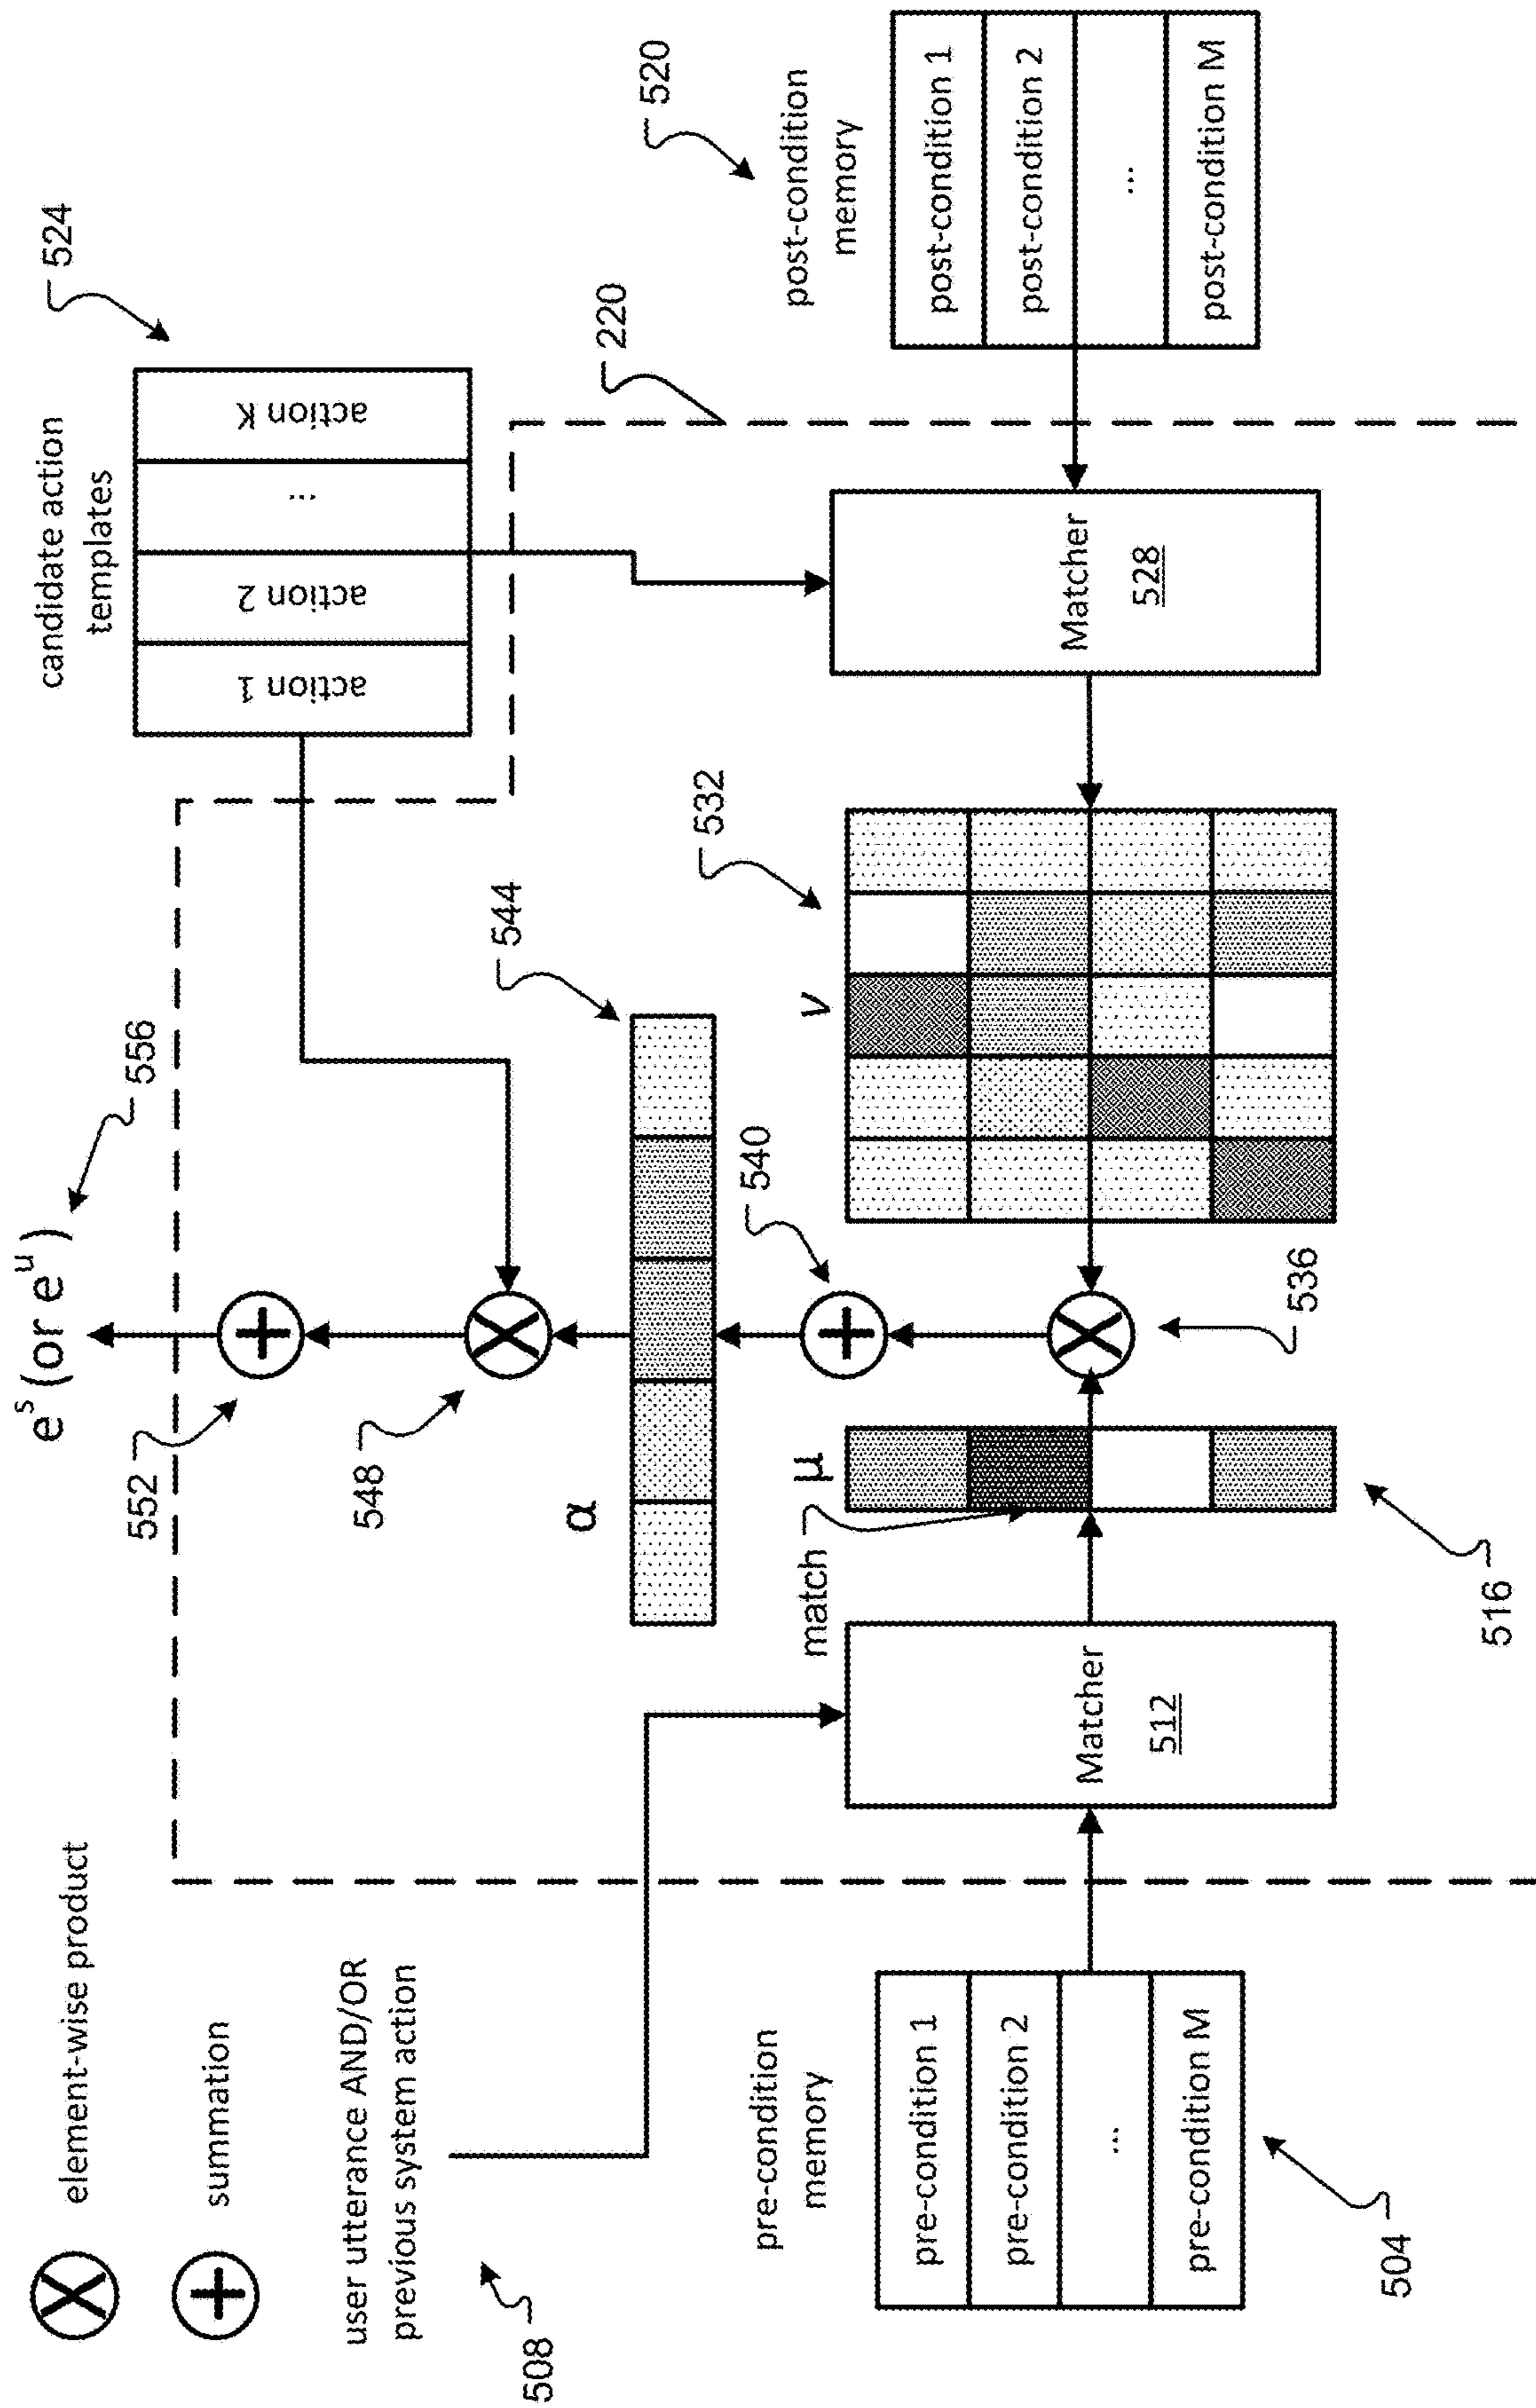 element-wise product
summation
user utterance AND/OR
previous system action
508
pre-condition
memory
pre-condition 1
pre-condition 2
...
pre-condition M
504
Matcher
512
match
μ
516
e^s (or e^u)
556
552
548
α
544
540
536
ν
532
candidate action
templates
524
action 1
action 2
...
action K
220
Matcher
528
520
post-condition
memory
post-condition 1
post-condition 2
...
post-condition M